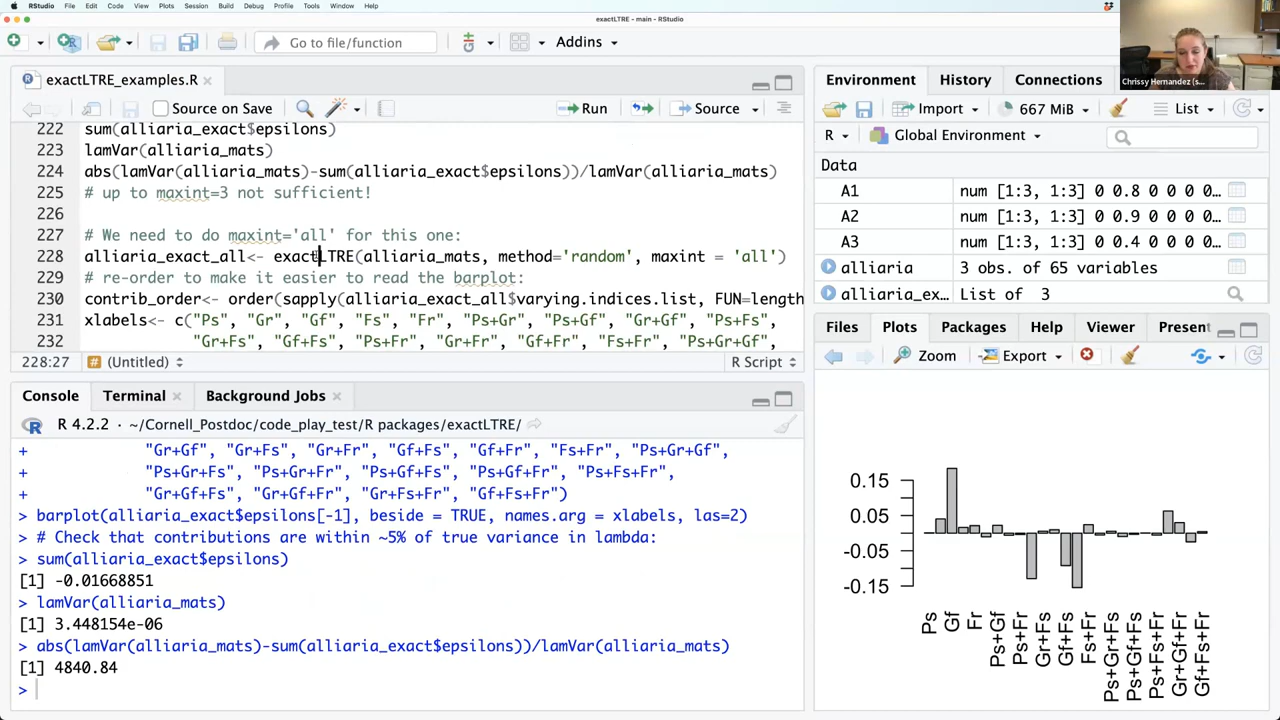 RStudio File Edit Code View Plots Session Build Debug Profile Tools Window Help
exactLTRE - main - RStudio
Go to file/function
Addins
exactLTRE_examples.R
Source on Save
Run
Source
222 sum(alliaria_exact$epsilons)
223 lamVar(alliaria_mats)
224 abs(lamVar(alliaria_mats)-sum(alliaria_exact$epsilons))/lamVar(alliaria_mats)
225 # up to maxint=3 not sufficient!
226
227 # We need to do maxint='all' for this one:
228 alliaria_exact_all<- exactLTRE(alliaria_mats, method='random', maxint = 'all')
229 # re-order to make it easier to read the barplot:
230 contrib_order<- order(sapply(alliaria_exact_all$varying.indices.list, FUN=length
231 xlabels<- c("Ps", "Gr", "Gf", "Fs", "Fr", "Ps+Gr", "Ps+Gf", "Gr+Gf", "Ps+Fs",
232 "Gr+Fs", "Gf+Fs", "Ps+Fr", "Gr+Fr", "Gf+Fr", "Fs+Fr", "Ps+Gr+Gf",
228:27 # (Untitled) R Script
Console Terminal Background Jobs
R 4.2.2 · ~/Cornell_Postdoc/code_play_test/R packages/exactLTRE/
+ "Gr+Gf", "Gr+Fs", "Gr+Fr", "Gf+Fs", "Gf+Fr", "Fs+Fr", "Ps+Gr+Gf",
+ "Ps+Gr+Fs", "Ps+Gr+Fr", "Ps+Gf+Fs", "Ps+Gf+Fr", "Ps+Fs+Fr",
+ "Gr+Gf+Fs", "Gr+Gf+Fr", "Gr+Fs+Fr", "Gf+Fs+Fr")
> barplot(alliaria_exact$epsilons[-1], beside = TRUE, names.arg = xlabels, las=2)
> # Check that contributions are within ~5% of true variance in lambda:
> sum(alliaria_exact$epsilons)
[1] -0.01668851
> lamVar(alliaria_mats)
[1] 3.448154e-06
> abs(lamVar(alliaria_mats)-sum(alliaria_exact$epsilons))/lamVar(alliaria_mats)
[1] 4840.84
>
Environment History Connections
Import 667 MiB List
R Global Environment
Data
A1 num [1:3, 1:3] 0 0.8 0 0 0 0…
A2 num [1:3, 1:3] 0 0.9 0 0 0 0…
A3 num [1:3, 1:3] 0 0.4 0 0 0 0…
alliaria 3 obs. of 65 variables
alliaria_ex… List of 3
Files Plots Packages Help Viewer Present
Zoom Export
0.15
0.05
-0.05
-0.15
Ps
Gf
Fr
Ps+Gf
Ps+Fr
Gr+Fs
Gf+Fs
Fs+Fr
Ps+Gr+Fs
Ps+Gf+Fs
Ps+Fs+Fr
Gr+Gf+Fr
Gf+Fs+Fr
Chrissy Hernandez (s…